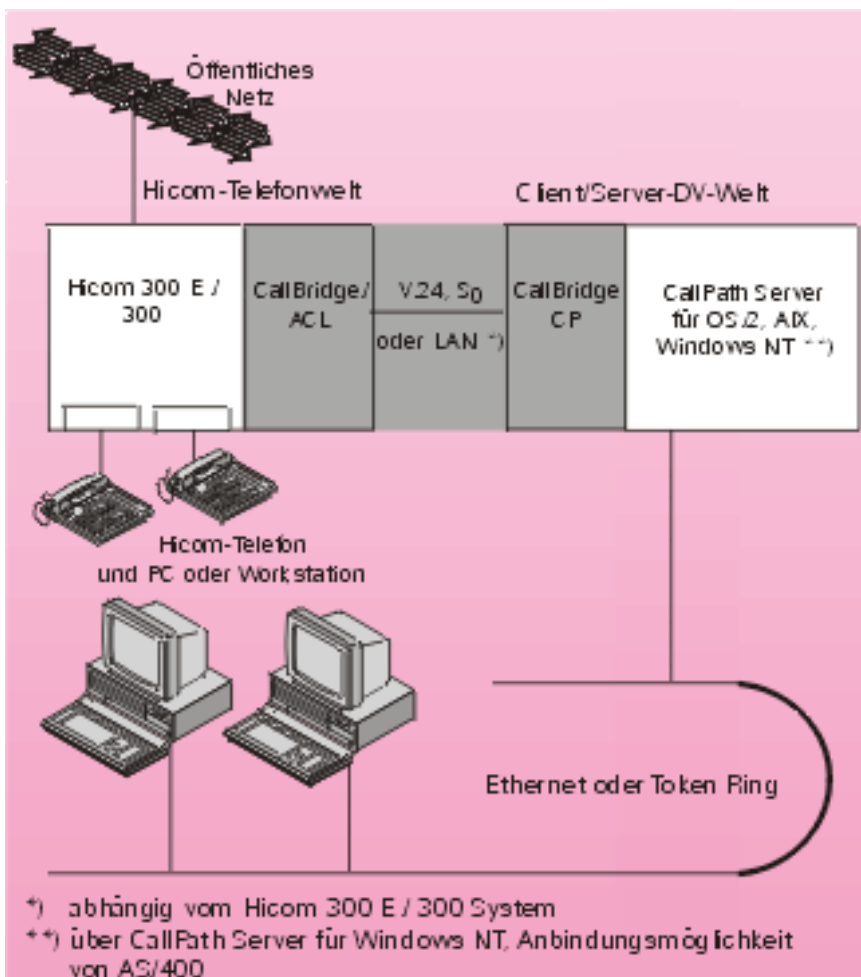 Öffentliches
Netz
Hicom-Telefonwelt
Client/Server-DV-Welt
Hicom 300 E /
300
CallBridge/
ACL
V.24, S0
oder LAN *)
CallBridge
CP
CallPath Server
für OS/2, AIX,
Windows NT **)
Hicom-Telefon
und PC oder Workstation
Ethernet oder Token Ring
*) abhängig vom Hicom 300 E / 300 System
**) über CallPath Server für Windows NT, Anbindungsmöglichkeit
von AS/400